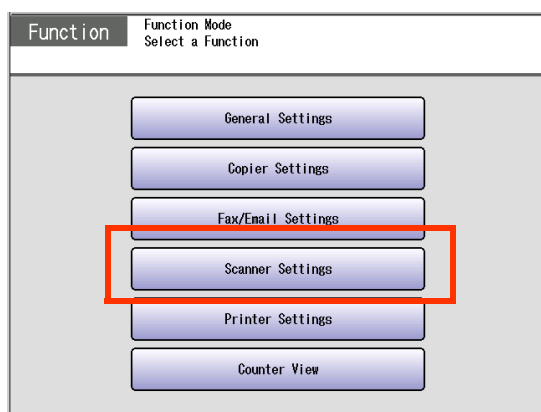 Function
Function Mode
Select a Function
General Settings
Copier Settings
Fax/Email Settings
Scanner Settings
Printer Settings
Counter View